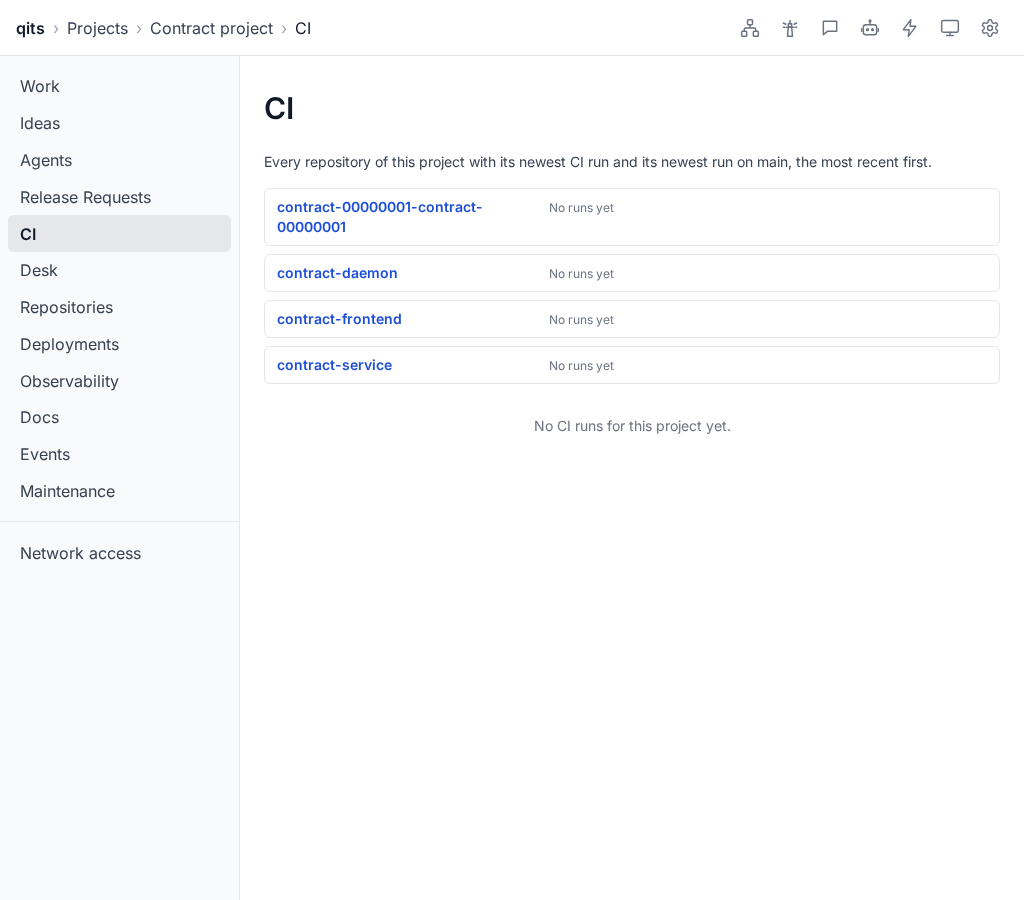 qits › Projects › Contract project › CI
Work
Ideas
Agents
Release Requests
CI
Desk
Repositories
Deployments
Observability
Docs
Events
Maintenance
Network access
CI
Every repository of this project with its newest CI run and its newest run on main, the most recent first.
contract-00000001-contract-
00000001
No runs yet
contract-daemon No runs yet
contract-frontend No runs yet
contract-service No runs yet
No CI runs for this project yet.